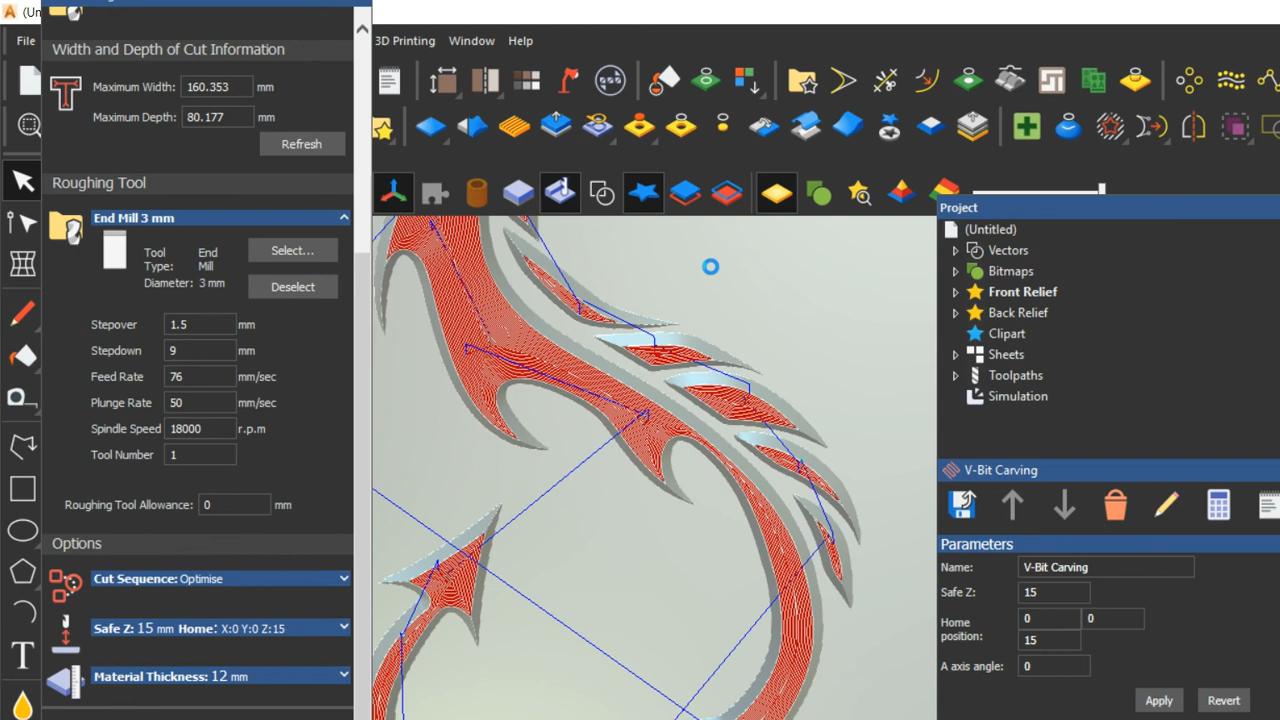 (Un
File
3D Printing Window Help
Width and Depth of Cut Information
Maximum Width: 160.353 mm
Maximum Depth: 80.177 mm
Refresh
Roughing Tool
End Mill 3 mm
Tool Type: End Mill
Diameter: 3 mm
Select...
Deselect
Stepover 1.5 mm
Stepdown 9 mm
Feed Rate 76 mm/sec
Plunge Rate 50 mm/sec
Spindle Speed 18000 r.p.m
Tool Number 1
Roughing Tool Allowance: 0 mm
Options
Cut Sequence: Optimise
Safe Z: 15 mm Home: X:0 Y:0 Z:15
Material Thickness: 12 mm
Project
(Untitled)
Vectors
Bitmaps
Front Relief
Back Relief
Clipart
Sheets
Toolpaths
Simulation
V-Bit Carving
Parameters
Name: V-Bit Carving
Safe Z: 15
Home position: 0 0
15
A axis angle: 0
Apply Revert